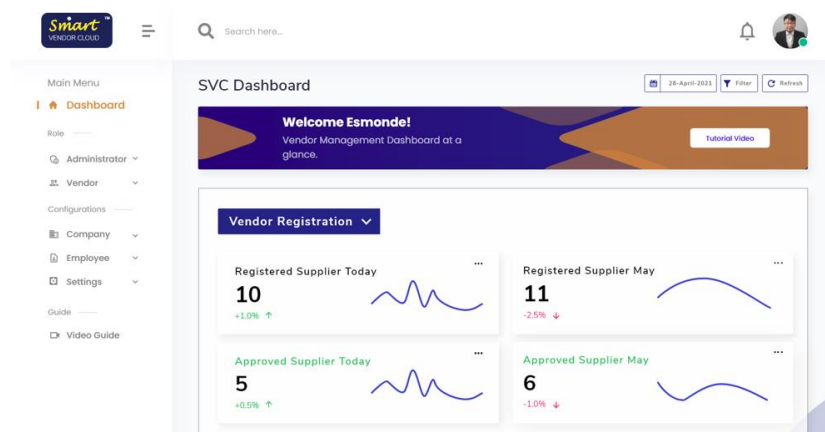 Smart™
VENDOR CLOUD
Search here...
Main Menu
Dashboard
Role
Administrator
Vendor
Configurations
Company
Employee
Settings
Guide
Video Guide
SVC Dashboard
28-April-2021
Filter
Refresh
Welcome Esmonde!
Vendor Management Dashboard at a
glance.
Tutorial Video
Vendor Registration
Registered Supplier Today
10
+1.0% ↑
Registered Supplier May
11
-2.5% ↓
Approved Supplier Today
5
+0.5% ↑
Approved Supplier May
6
-1.0% ↓